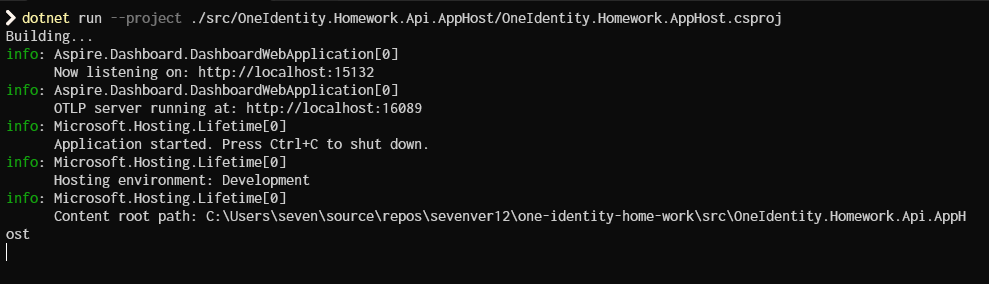 ❯ dotnet run --project ./src/OneIdentity.Homework.Api.AppHost/OneIdentity.Homework.AppHost.csproj
Building...
info: Aspire.Dashboard.DashboardWebApplication[0]
      Now listening on: http://localhost:15132
info: Aspire.Dashboard.DashboardWebApplication[0]
      OTLP server running at: http://localhost:16089
info: Microsoft.Hosting.Lifetime[0]
      Application started. Press Ctrl+C to shut down.
info: Microsoft.Hosting.Lifetime[0]
      Hosting environment: Development
info: Microsoft.Hosting.Lifetime[0]
      Content root path: C:\Users\seven\source\repos\sevenver12\one-identity-home-work\src\OneIdentity.Homework.Api.AppH
ost